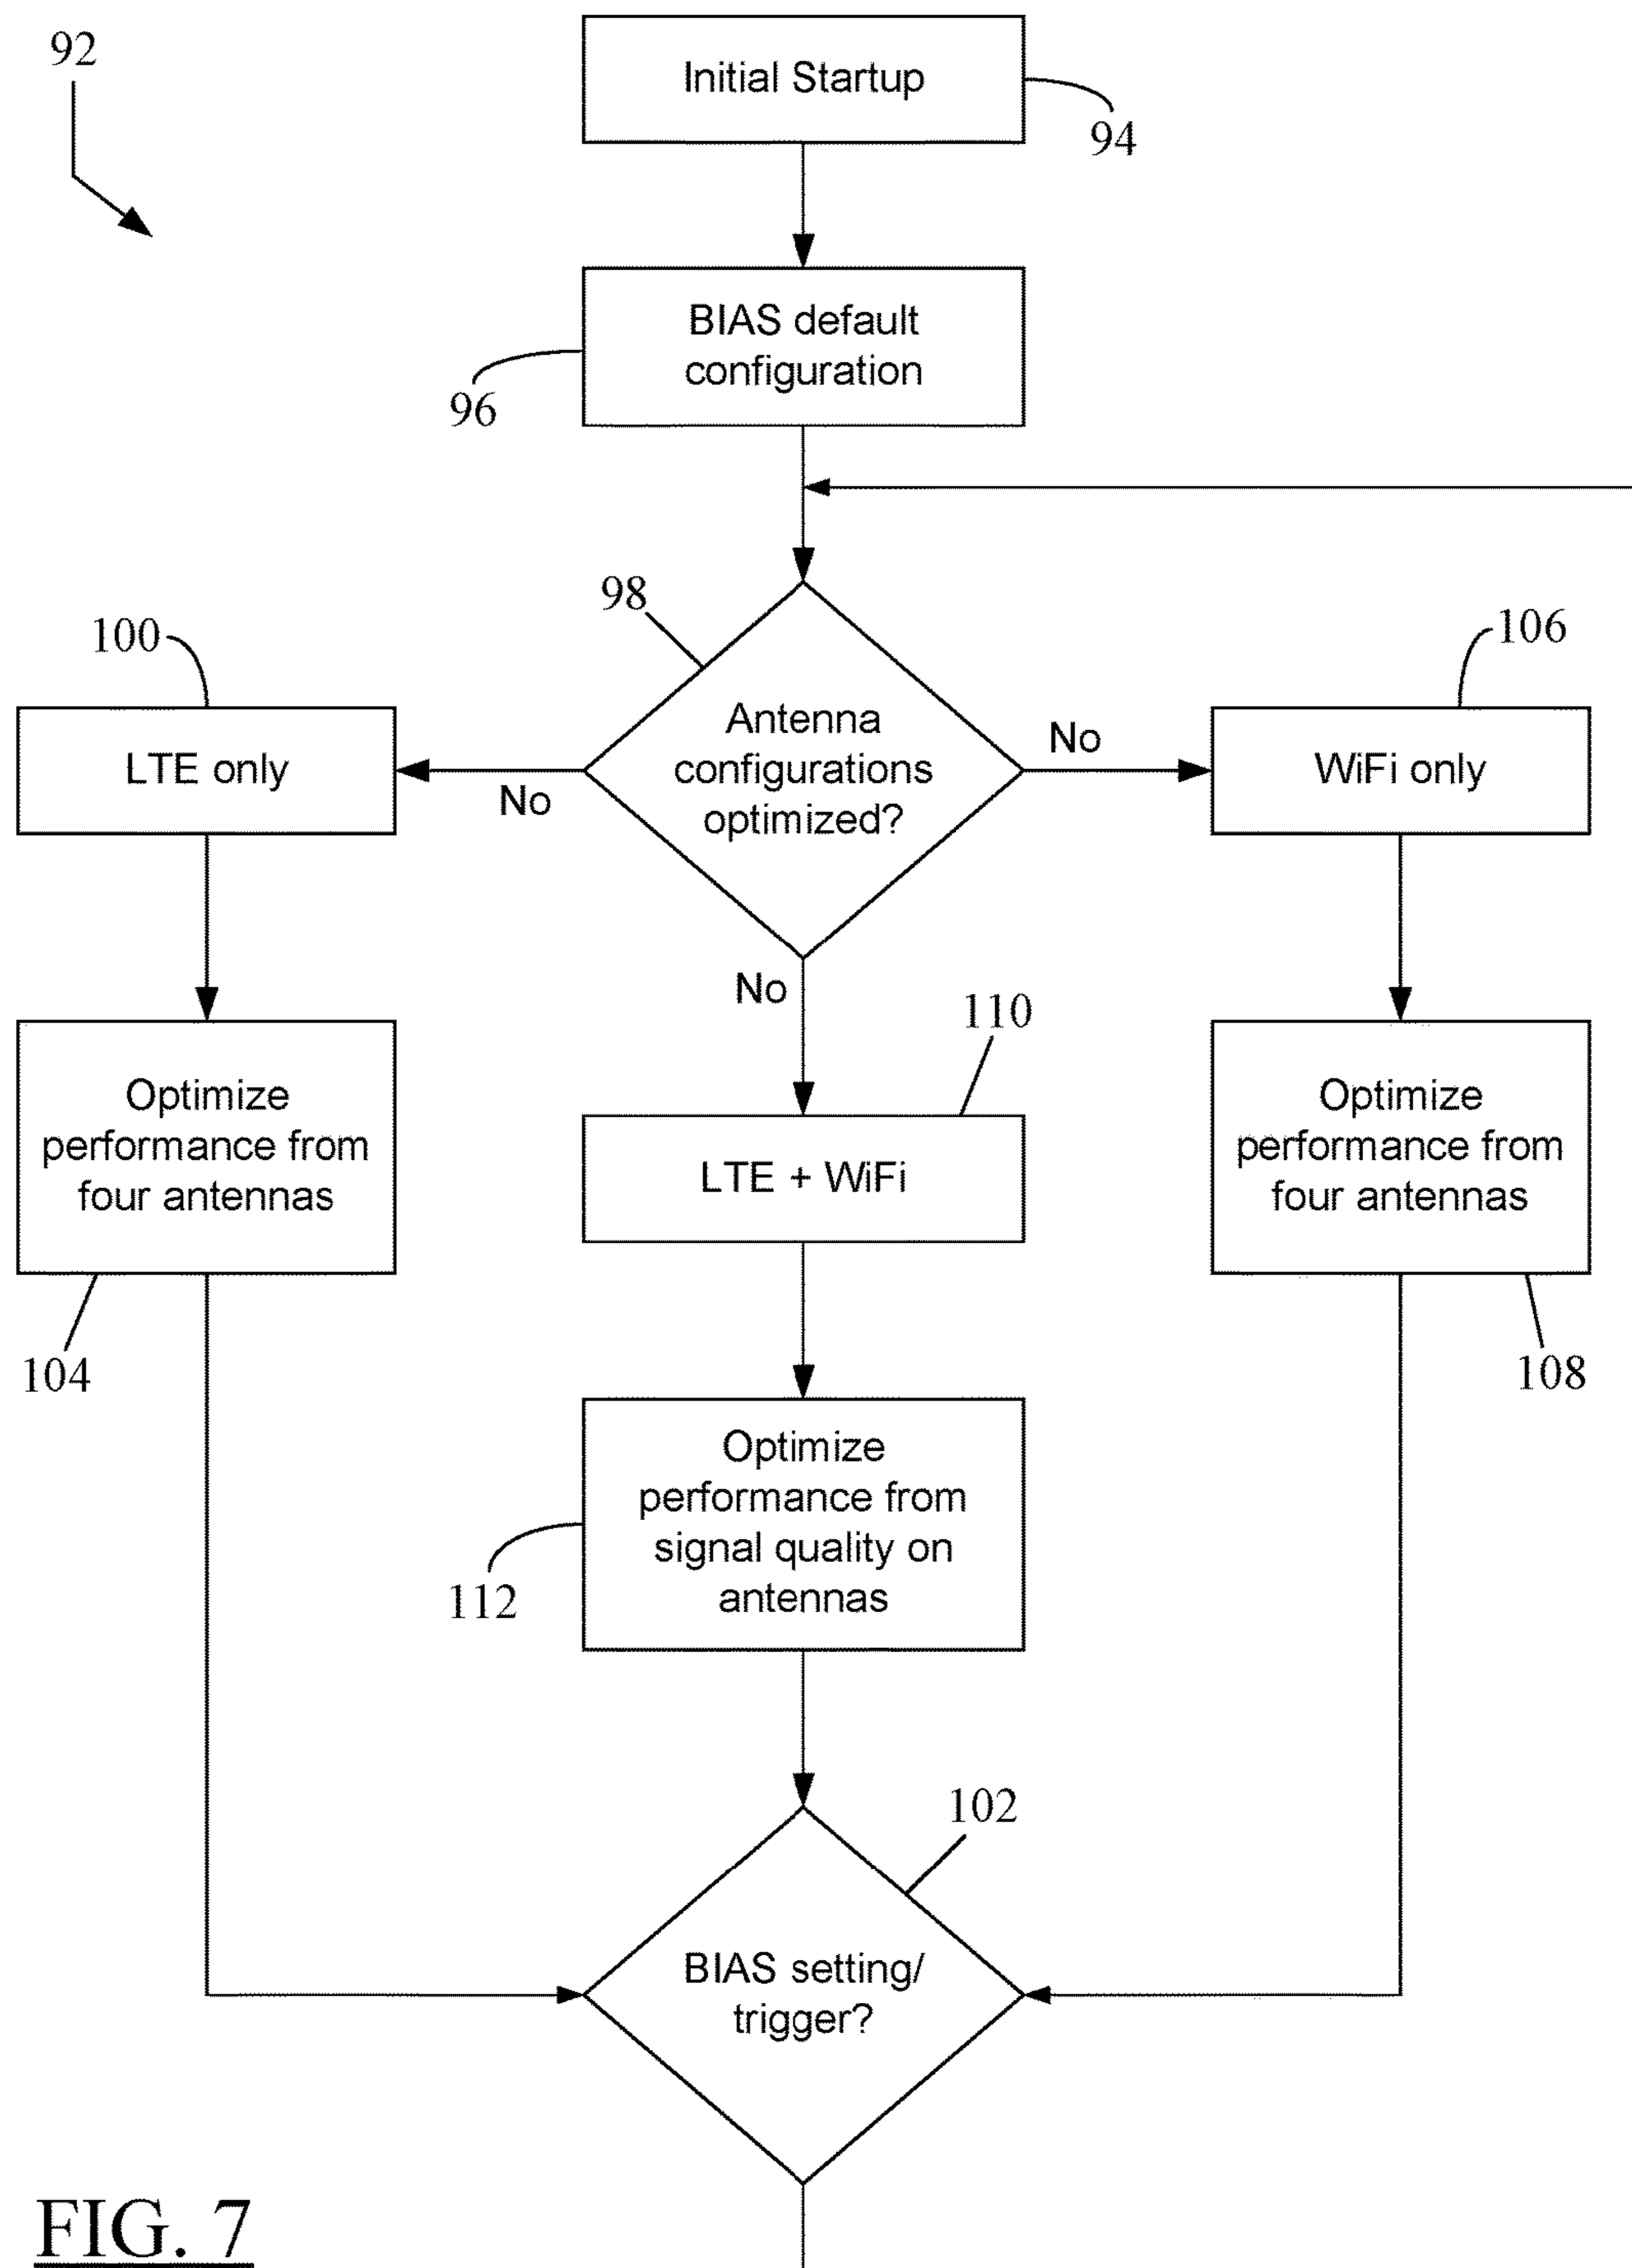 92
Initial Startup
94
BIAS default
configuration
96
98
100
106
Antenna
configurations
optimized?
LTE only
No
No
WiFi only
No
110
Optimize
performance from
four antennas
LTE + WiFi
Optimize
performance from
four antennas
104
108
Optimize
performance from
signal quality on
antennas
112
102
BIAS setting/
trigger?
FIG. 7